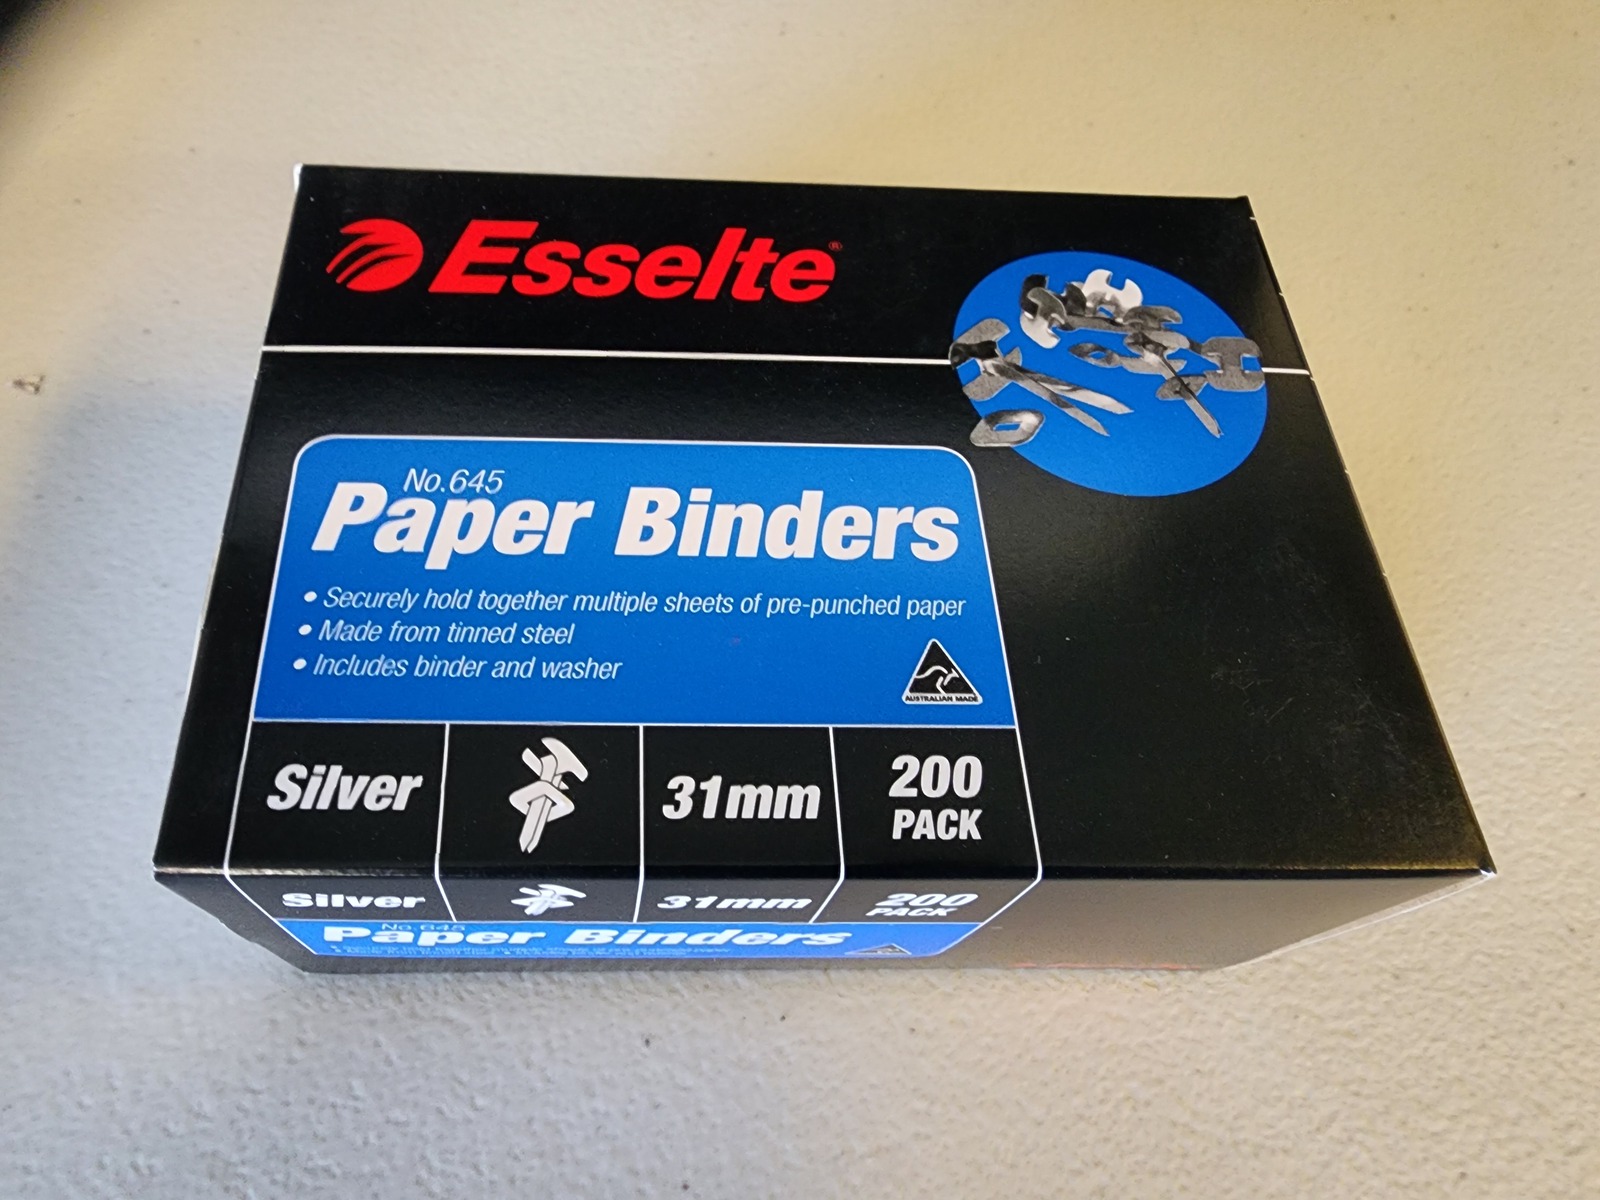 Esselte®
No.645
Paper Binders
• Securely hold together multiple sheets of pre-punched paper
• Made from tinned steel
• Includes binder and washer
AUSTRALIAN MADE
Silver
31mm
200
PACK
Silver
31mm
200
PACK
No.645
Paper Binders